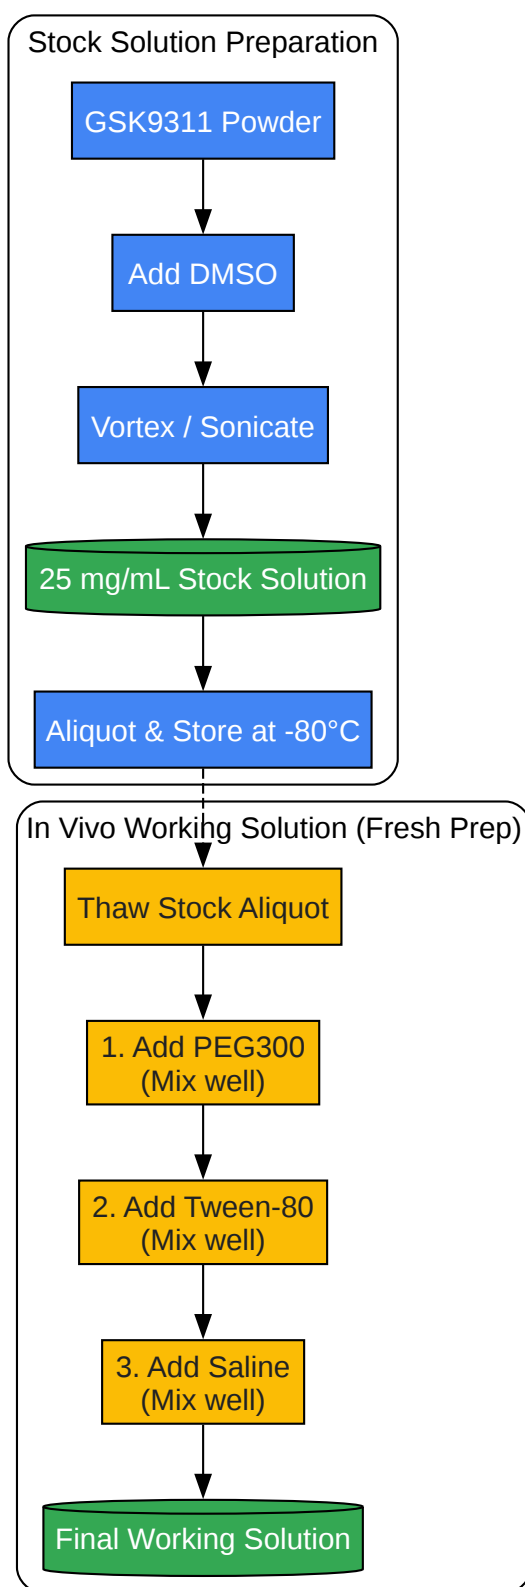 Stock Solution Preparation
GSK9311 Powder
Add DMSO
Vortex / Sonicate
25 mg/mL Stock Solution
Aliquot & Store at -80°C
In Vivo Working Solution (Fresh Prep)
Thaw Stock Aliquot
1. Add PEG300
(Mix well)
2. Add Tween-80
(Mix well)
3. Add Saline
(Mix well)
Final Working Solution